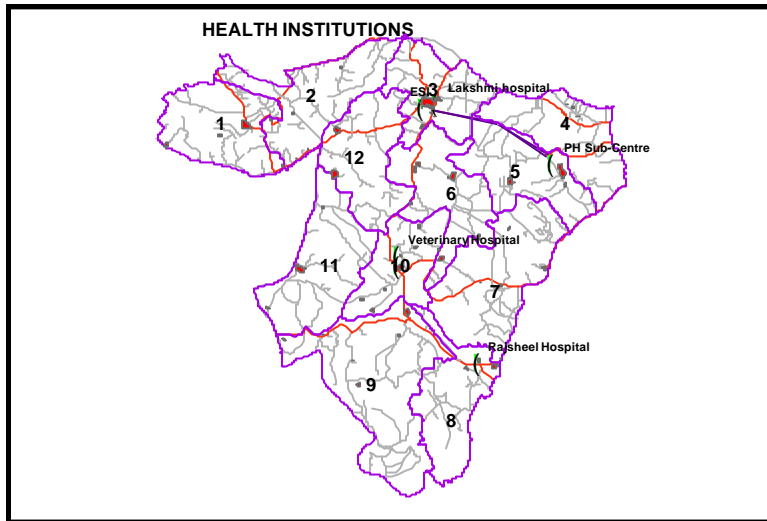 HEALTH INSTITUTIONS
3
ESI
Lakshmi hospital
2
1
4
PH Sub-Centre
12
5
6
Veterinary Hospital
11
10
7
Rajsheel Hospital
9
8